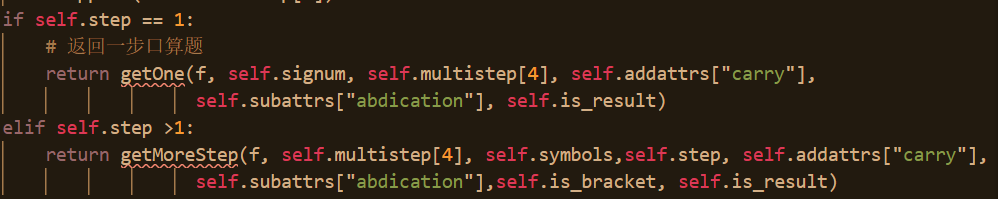 if self.step == 1:
# 返回一步口算题
return getOne(f, self.signum, self.multistep[4], self.addattrs["carry"],
self.subattrs["abdication"], self.is_result)
elif self.step >1:
return getMoreStep(f, self.multistep[4], self.symbols,self.step, self.addattrs["carry"],
self.subattrs["abdication"],self.is_bracket, self.is_result)